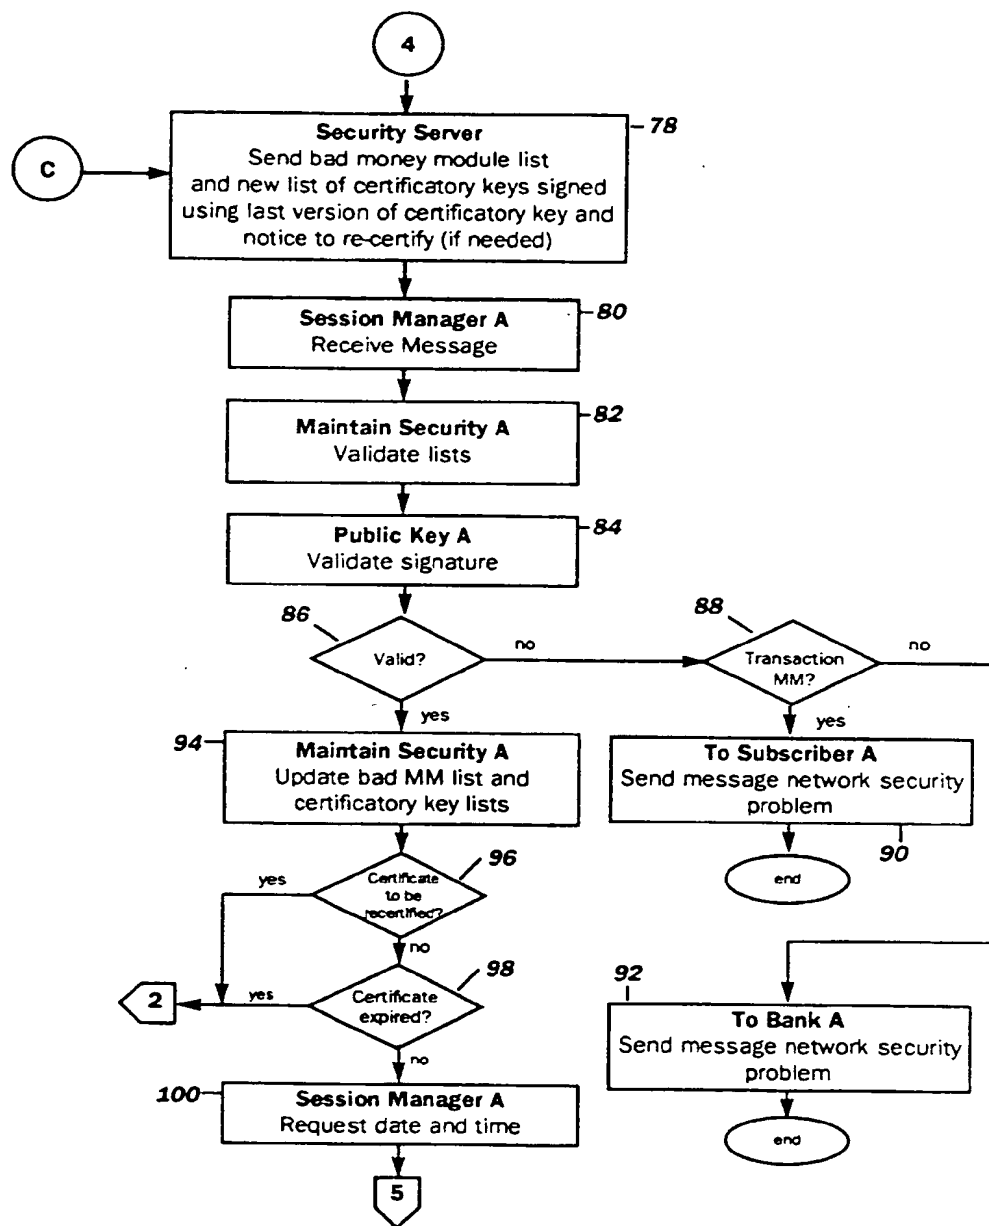 4
Security Server
78
Send bad money module list
and new list of certificatory keys signed
using last version of certificatory key and
notice to re-certify (if needed)
C
Session Manager A
80
Receive Message
Maintain Security A
82
Validate lists
Public Key A
84
Validate signature
86
Valid?
no
88
Transaction
MM?
no
yes
yes
94
Maintain Security A
Update bad MM list and
certificatory key lists
To Subscriber A
Send message network security
problem
90
end
96
Certificate
to be
recertified?
yes
no
98
Certificate
expired?
yes
2
no
92
To Bank A
Send message network security
problem
end
100
Session Manager A
Request date and time
5